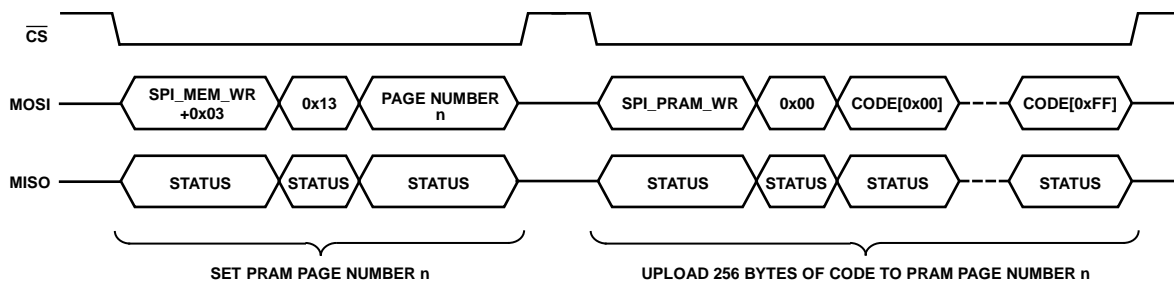 CS
MOSI
SPI_MEM_WR
+0x03
0x13
PAGE NUMBER
n
SPI_PRAM_WR
0x00
CODE[0x00]
CODE[0xFF]
MISO
STATUS
STATUS
STATUS
STATUS
STATUS
STATUS
STATUS
SET PRAM PAGE NUMBER n
UPLOAD 256 BYTES OF CODE TO PRAM PAGE NUMBER n